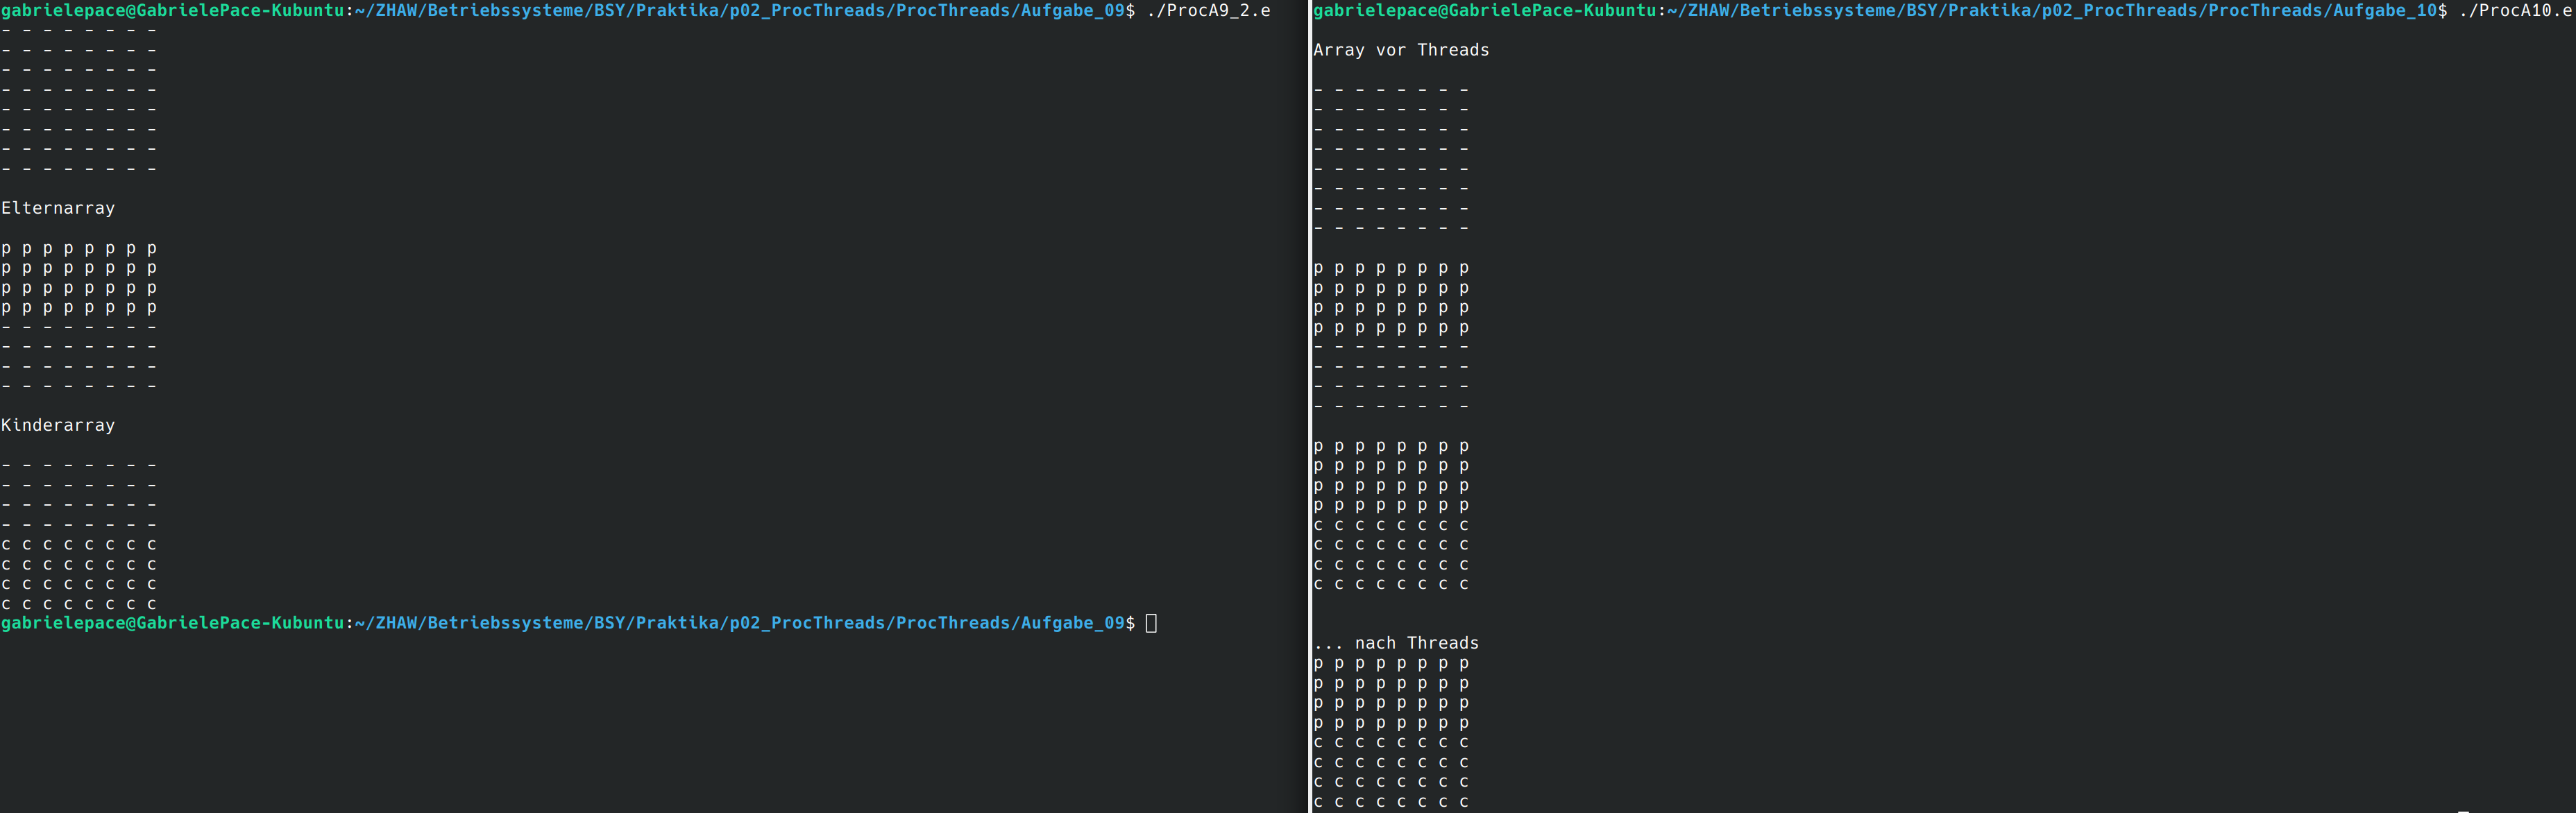 gabrielepace@GabrielePace-Kubuntu:~/ZHAW/Betriebssysteme/BSY/Praktika/p02_ProcThreads/ProcThreads/Aufgabe_09$ ./ProcA9_2.e
- - - - - - - -
- - - - - - - -
- - - - - - - -
- - - - - - - -
- - - - - - - -
- - - - - - - -
- - - - - - - -
- - - - - - - -
Elternarray
p p p p p p p p
p p p p p p p p
p p p p p p p p
p p p p p p p p
- - - - - - - -
- - - - - - - -
- - - - - - - -
- - - - - - - -
Kinderarray
- - - - - - - -
- - - - - - - -
- - - - - - - -
- - - - - - - -
c c c c c c c c
c c c c c c c c
c c c c c c c c
c c c c c c c c
gabrielepace@GabrielePace-Kubuntu:~/ZHAW/Betriebssysteme/BSY/Praktika/p02_ProcThreads/ProcThreads/Aufgabe_09$
gabrielepace@GabrielePace-Kubuntu:~/ZHAW/Betriebssysteme/BSY/Praktika/p02_ProcThreads/ProcThreads/Aufgabe_10$ ./ProcA10.e
Array vor Threads
- - - - - - - -
- - - - - - - -
- - - - - - - -
- - - - - - - -
- - - - - - - -
- - - - - - - -
- - - - - - - -
- - - - - - - -
p p p p p p p p
p p p p p p p p
p p p p p p p p
p p p p p p p p
- - - - - - - -
- - - - - - - -
- - - - - - - -
- - - - - - - -
p p p p p p p p
p p p p p p p p
p p p p p p p p
p p p p p p p p
c c c c c c c c
c c c c c c c c
c c c c c c c c
c c c c c c c c
... nach Threads
p p p p p p p p
p p p p p p p p
p p p p p p p p
p p p p p p p p
c c c c c c c c
c c c c c c c c
c c c c c c c c
c c c c c c c c